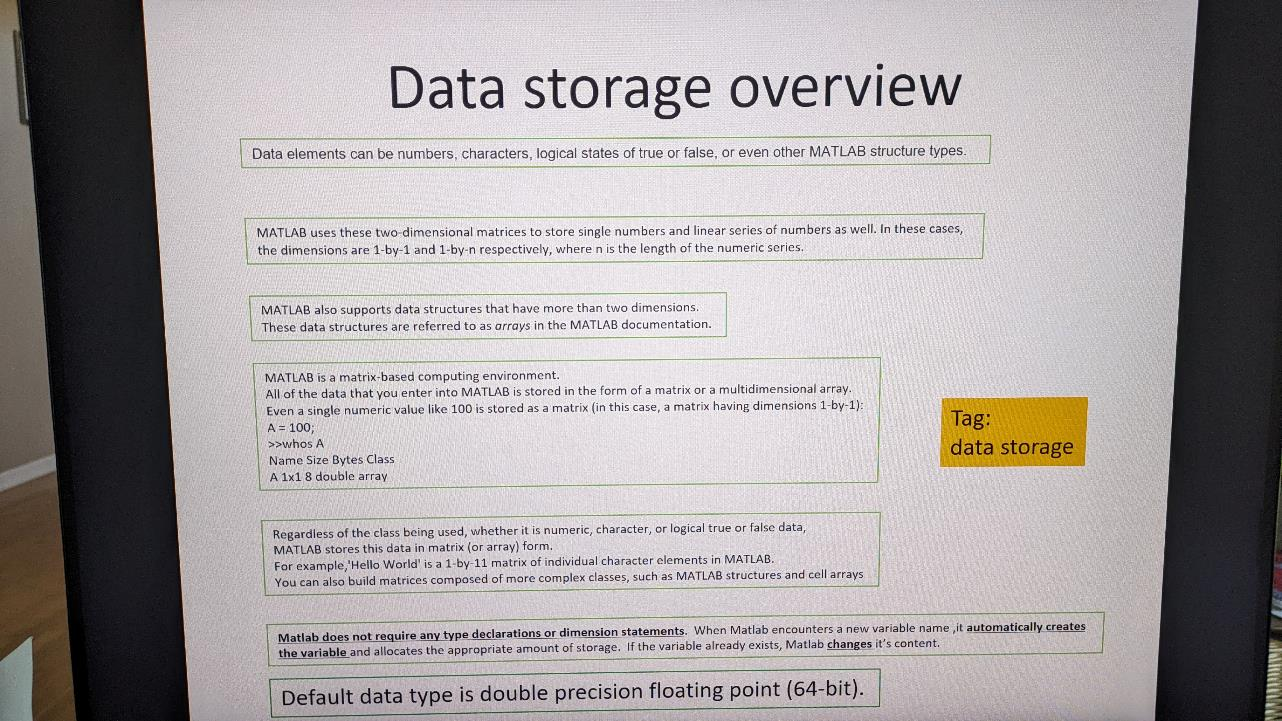 Data storage overview
Data elements can be numbers, characters, logical states of true or false, or even other MATLAB structure types.
MATLAB uses these two-dimensional matrices to store single numbers and linear series of numbers as well. In these cases,
the dimensions are 1-by-1 and 1-by-n respectively, where n is the length of the numeric series.
MATLAB also supports data structures that have more than two dimensions.
These data structures are referred to as arrays in the MATLAB documentation.
MATLAB is a matrix-based computing environment.
All of the data that you enter into MATLAB is stored in the form of a matrix or a multidimensional array.
Even a single numeric value like 100 is stored as a matrix (in this case, a matrix having dimensions 1-by-1):
A = 100;
>>whos A
Name Size Bytes Class
A 1x1 8 double array
Tag:
data storage
Regardless of the class being used, whether it is numeric, character, or logical true or false data,
MATLAB stores this data in matrix (or array) form.
For example,'Hello World' is a 1-by-11 matrix of individual character elements in MATLAB.
You can also build matrices composed of more complex classes, such as MATLAB structures and cell arrays
Matlab does not require any type declarations or dimension statements. When Matlab encounters a new variable name ,it automatically creates
the variable and allocates the appropriate amount of storage. If the variable already exists, Matlab changes it's content.
Default data type is double precision floating point (64-bit).